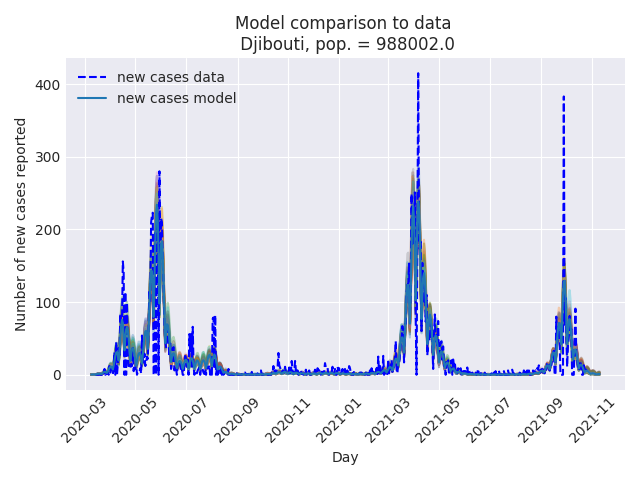 Model comparison to data
Djibouti, pop. = 988002.0
new cases data
new cases model
Number of new cases reported
400
300
200
100
0
2020-03
2020-05
2020-07
2020-09
2020-11
2021-01
2021-03
2021-05
2021-07
2021-09
2021-11
Day